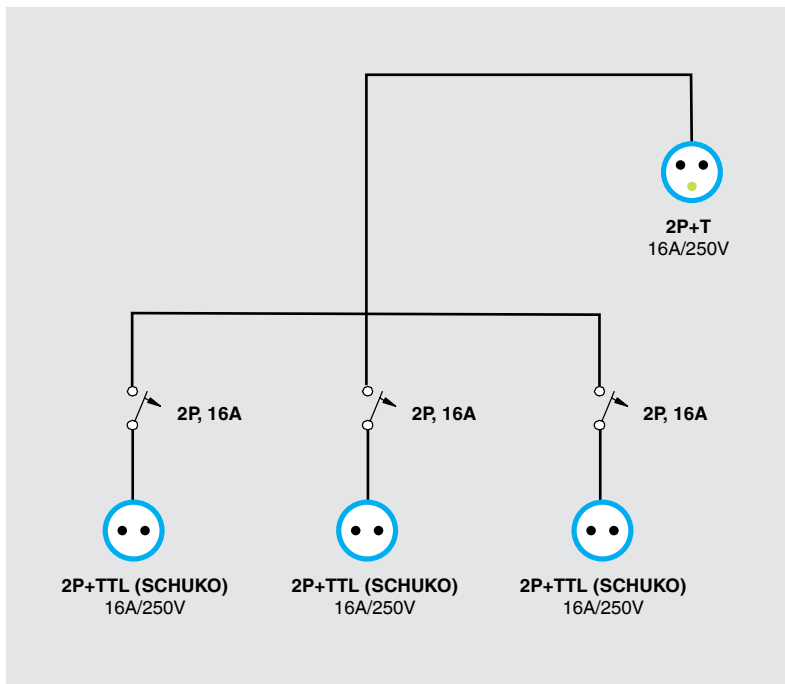 2P+T
16A/250V
2P, 16A
2P, 16A
2P, 16A
2P+TTL (SCHUKO)
16A/250V
2P+TTL (SCHUKO)
16A/250V
2P+TTL (SCHUKO)
16A/250V